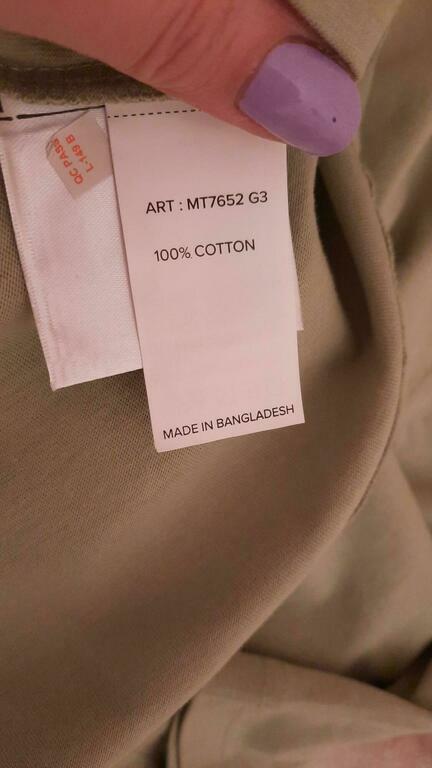 QC PASS
L-149 B
ART : MT7652 G3
100% COTTON
MADE IN BANGLADESH